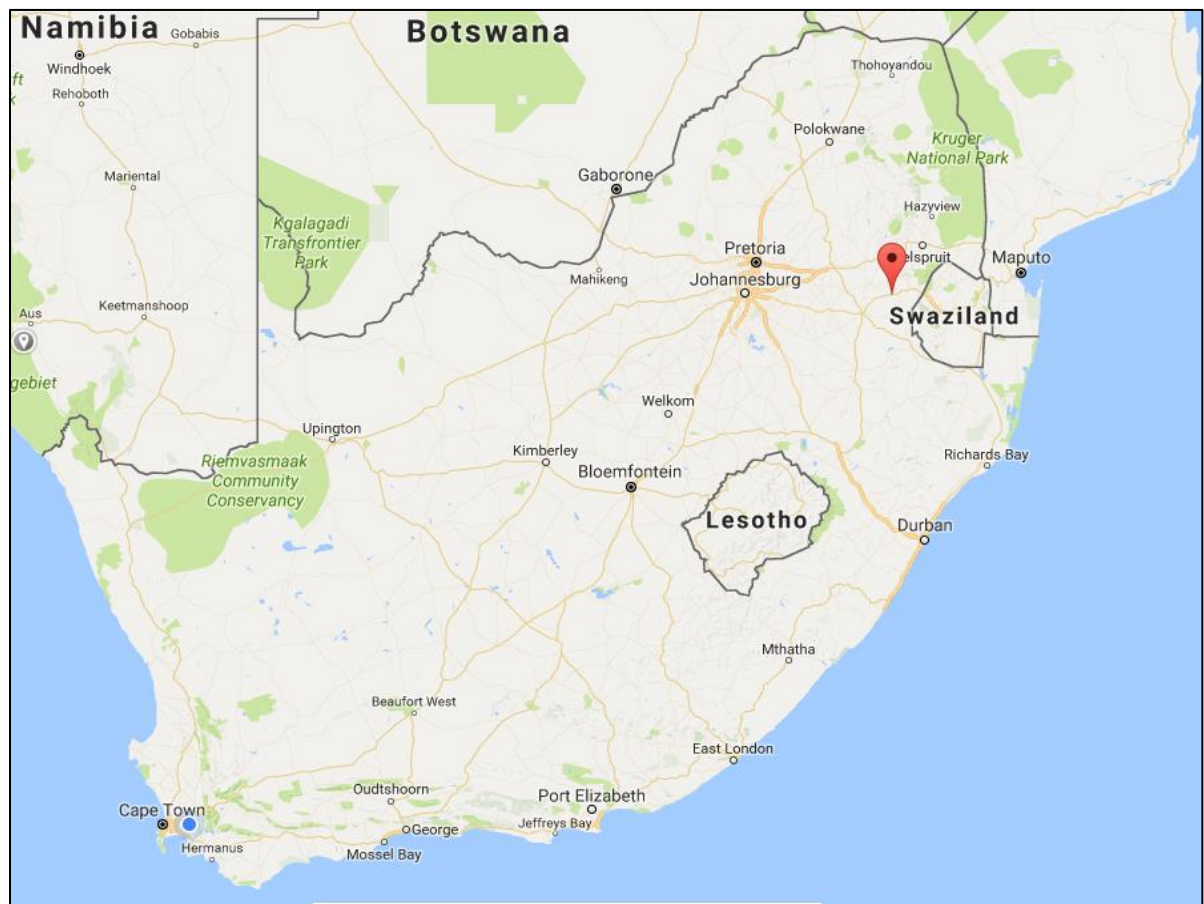 Namibia
Gobabis
Windhoek
Rehoboth
Mariental
Keetmanshoop
Aus
gebiet
Botswana
Gaborone
Kgalagadi
Transfrontier
Park
Mahikeng
Thohoyandou
Polokwane
Kruger
National Park
Hazyview
elspruit
Pretoria
Johannesburg
Maputo
Swaziland
Welkom
Upington
Riemvasmaak
Community
Conservancy
Kimberley
Bloemfontein
Lesotho
Richards Bay
Durban
Mthatha
Beaufort West
East London
Oudtshoorn
Port Elizabeth
Cape Town
George
Jeffreys Bay
Hermanus
Mossel Bay